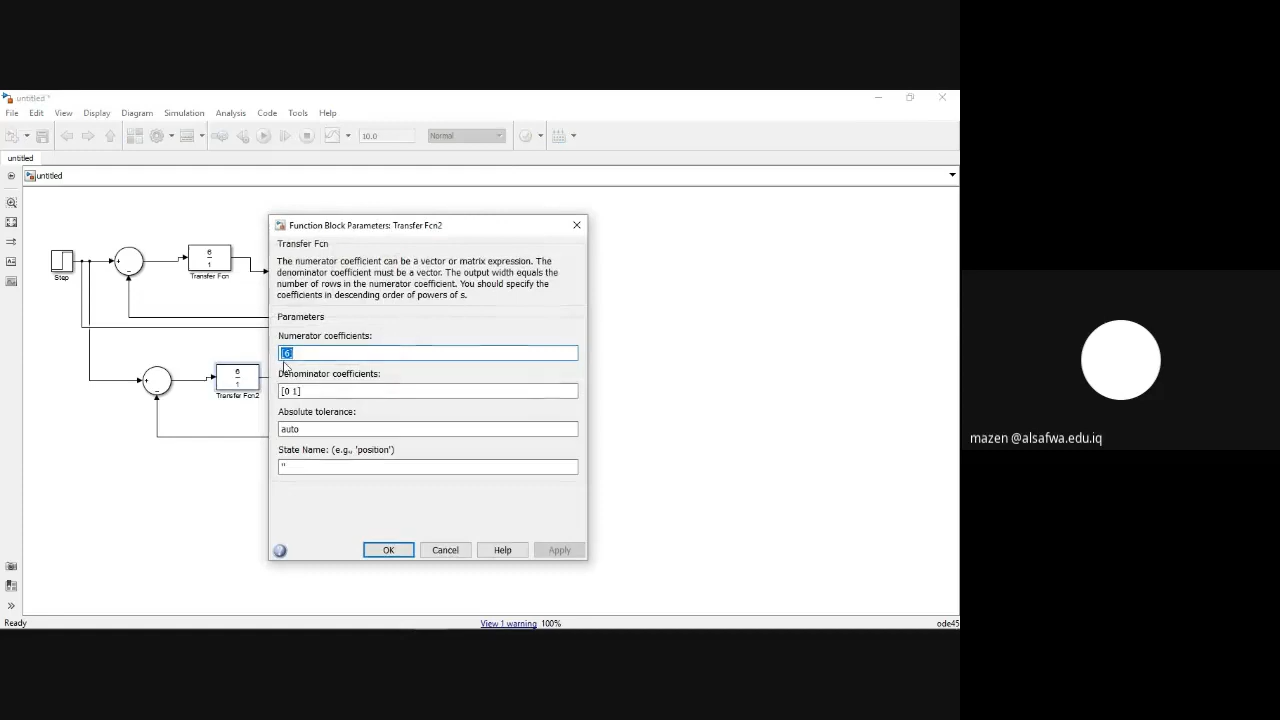 untitled *
File Edit View Display Diagram Simulation Analysis Code Tools Help
10.0
Normal
untitled
untitled
Step
6
1
Transfer Fcn
6
1
Transfer Fcn2
Function Block Parameters: Transfer Fcn2
Transfer Fcn
The numerator coefficient can be a vector or matrix expression. The
denominator coefficient must be a vector. The output width equals the
number of rows in the numerator coefficient. You should specify the
coefficients in descending order of powers of s.
Parameters
Numerator coefficients:
[6]
Denominator coefficients:
[0 1]
Absolute tolerance:
auto
State Name: (e.g., 'position')
''
OK Cancel Help Apply
Ready
View 1 warning 100%
ode45
mazen @alsafwa.edu.iq